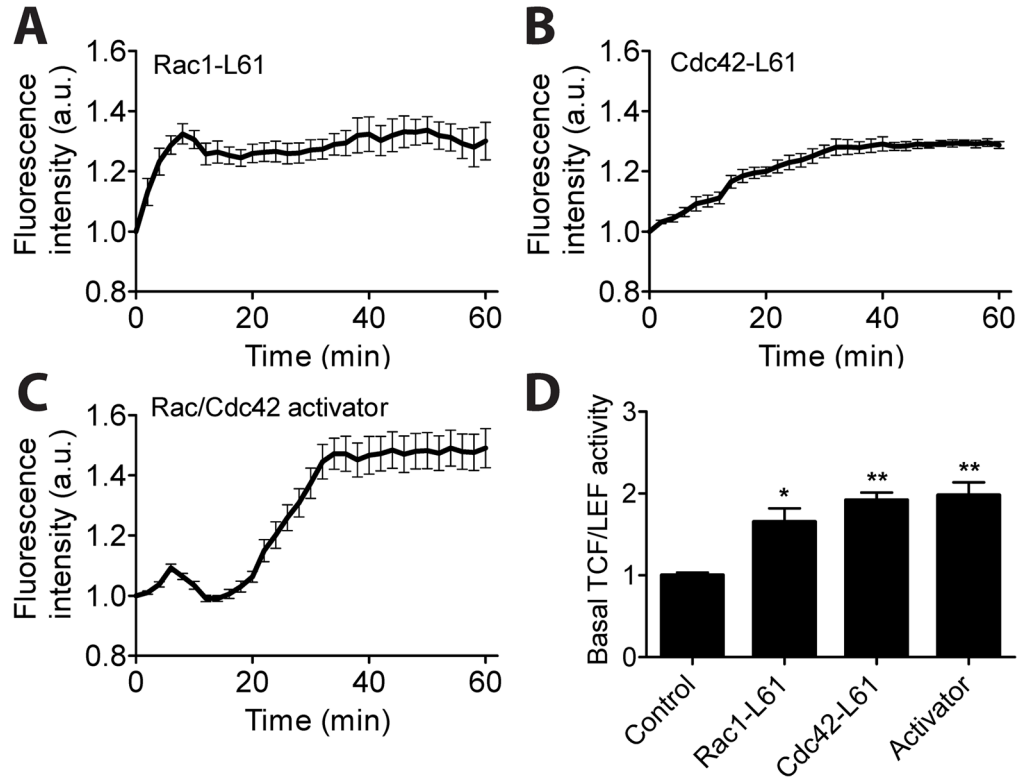 A
Rac1-L61
Fluorescence
intensity (a.u.)
1.6
1.4
1.2
1.0
0.8
0
20
40
60
Time (min)
B
Cdc42-L61
Fluorescence
intensity (a.u.)
1.6
1.4
1.2
1.0
0.8
0
20
40
60
Time (min)
C
Rac/Cdc42 activator
Fluorescence
intensity (a.u.)
1.6
1.4
1.2
1.0
0.8
0
20
40
60
Time (min)
D
Basal TCF/LEF activity
3
2
1
0
*
**
**
Control
Rac1-L61
Cdc42-L61
Activator